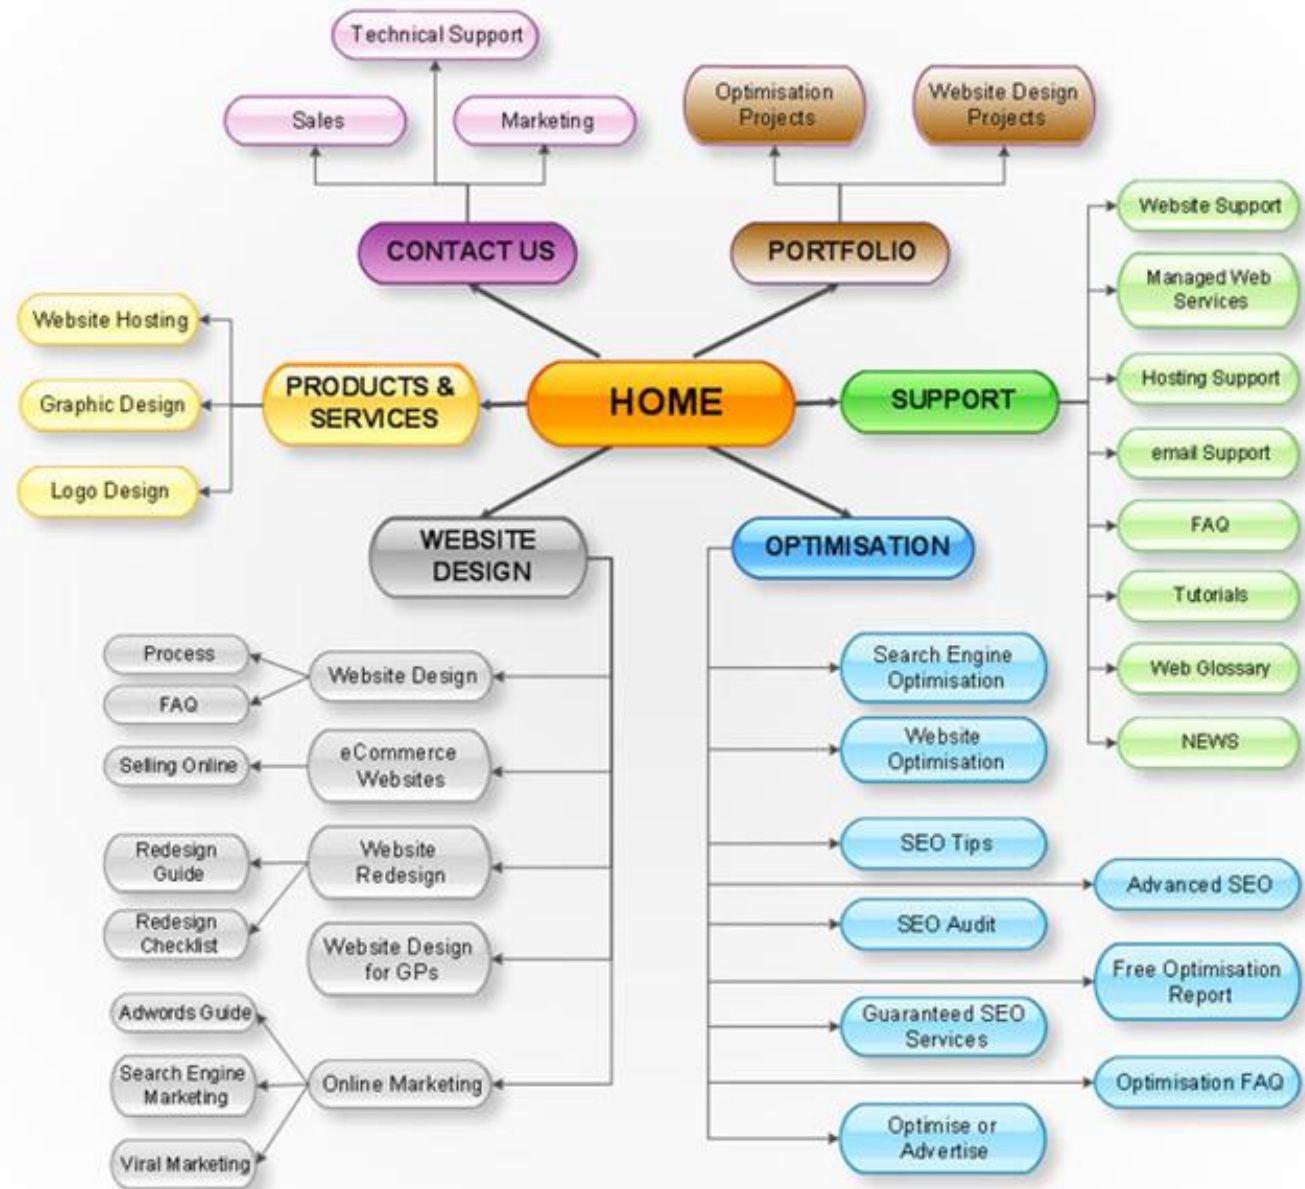 Technical Support
Sales
Marketing
CONTACT US
Optimisation
Projects
Website Design
Projects
PORTFOLIO
Website Hosting
Graphic Design
Logo Design
PRODUCTS &
SERVICES
HOME
SUPPORT
Website Support
Managed Web
Services
Hosting Support
email Support
FAQ
Tutorials
Web Glossary
NEWS
WEBSITE
DESIGN
Process
FAQ
Website Design
Selling Online
eCommerce
Websites
Redesign
Guide
Redesign
Checklist
Website
Redesign
Website Design
for GPs
Adwords Guide
Search Engine
Marketing
Viral Marketing
Online Marketing
OPTIMISATION
Search Engine
Optimisation
Website
Optimisation
SEO Tips
Advanced SEO
SEO Audit
Free Optimisation
Report
Guaranteed SEO
Services
Optimisation FAQ
Optimise or
Advertise